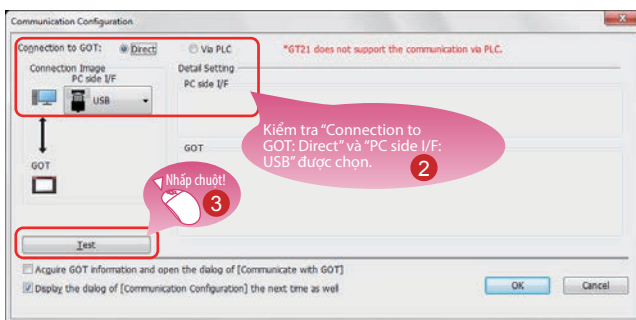 Communication Configuration
Connection to GOT: Direct Via PLC *GT21 does not support the communication via PLC.
Connection Image
PC side I/F
USB
GOT
Detail Setting
PC side I/F
GOT
Kiểm tra "Connection to
GOT: Direct" và "PC side I/F:
USB" được chọn.
2
Nhấp chuột!
3
Test
Acquire GOT information and open the dialog of [Communicate with GOT]
Display the dialog of [Communication Configuration] the next time as well
OK Cancel